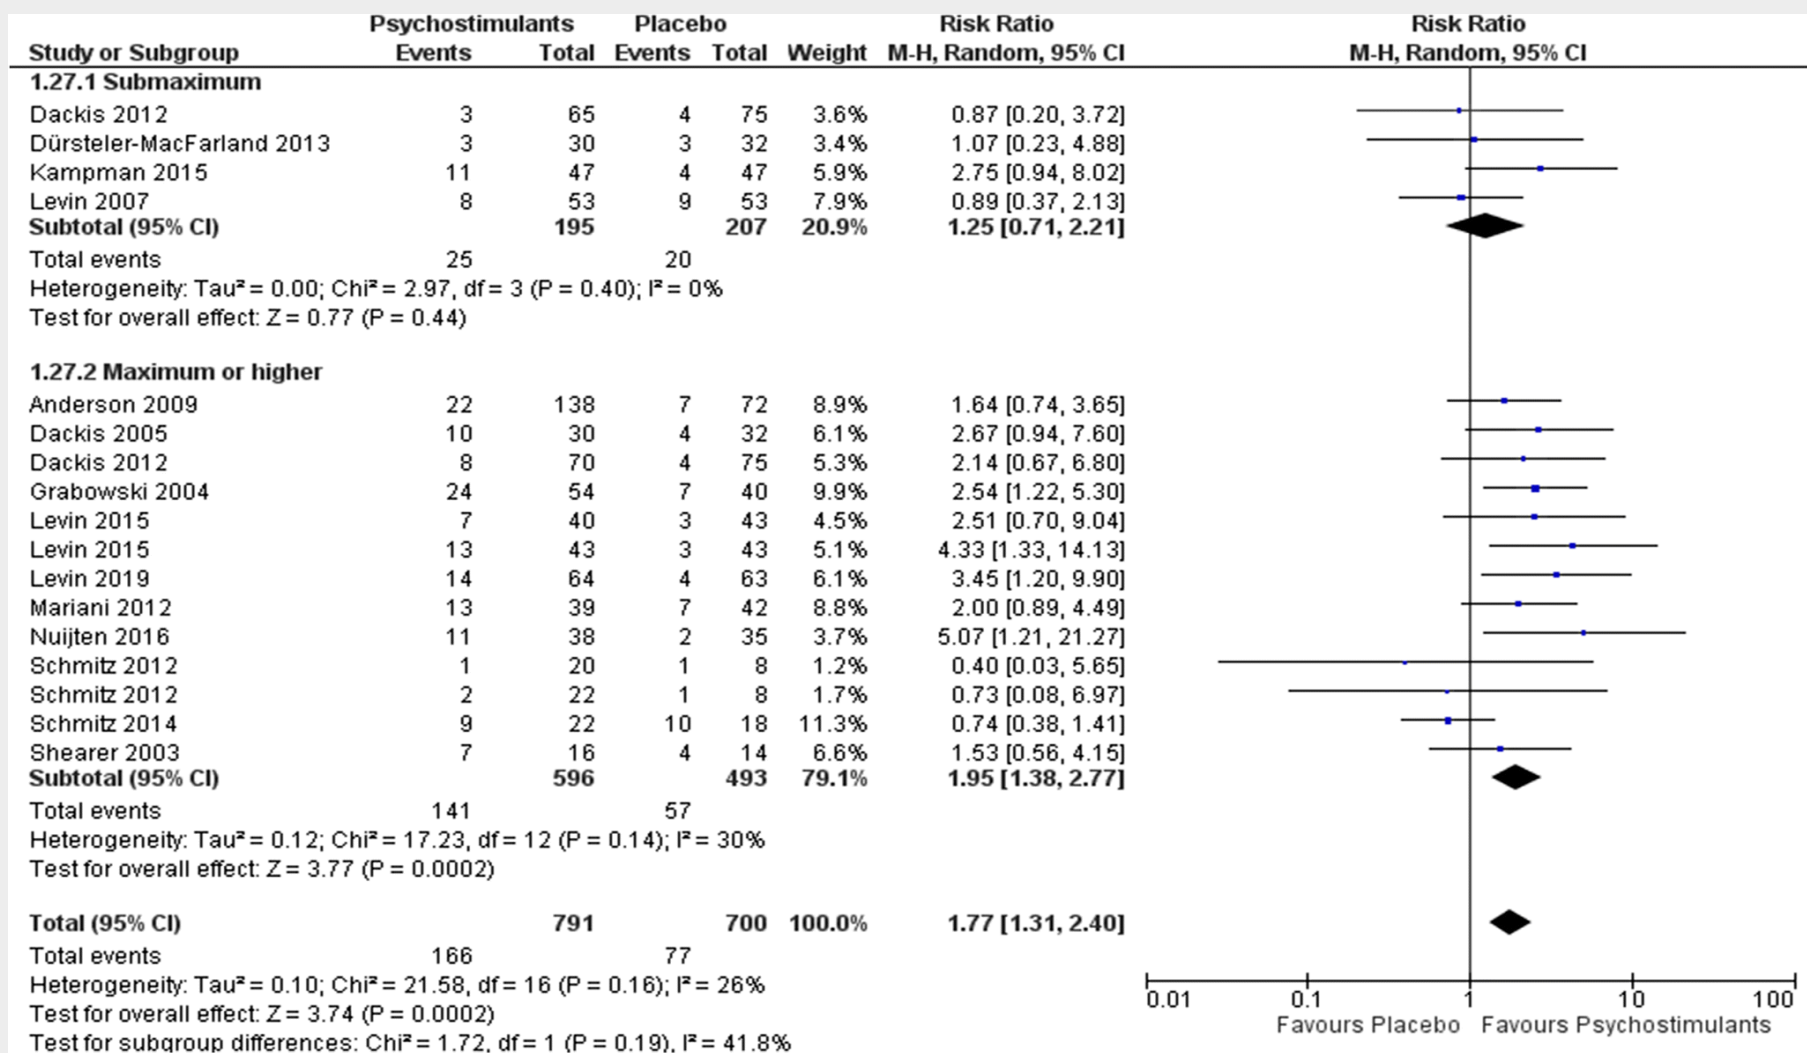 Psychostimulants Placebo Risk Ratio Risk Ratio
Study or Subgroup Events Total Events Total Weight M-H, Random, 95% CI M-H, Random, 95% CI
1.27.1 Submaximum
Dackis 2012 3 65 4 75 3.6% 0.87 [0.20, 3.72]
Dürsteler-MacFarland 2013 3 30 3 32 3.4% 1.07 [0.23, 4.88]
Kampman 2015 11 47 4 47 5.9% 2.75 [0.94, 8.02]
Levin 2007 8 53 9 53 7.9% 0.89 [0.37, 2.13]
Subtotal (95% CI) 195 207 20.9% 1.25 [0.71, 2.21]
Total events 25 20
Heterogeneity: Tau² = 0.00; Chi² = 2.97, df = 3 (P = 0.40); I² = 0%
Test for overall effect: Z = 0.77 (P = 0.44)
1.27.2 Maximum or higher
Anderson 2009 22 138 7 72 8.9% 1.64 [0.74, 3.65]
Dackis 2005 10 30 4 32 6.1% 2.67 [0.94, 7.60]
Dackis 2012 8 70 4 75 5.3% 2.14 [0.67, 6.80]
Grabowski 2004 24 54 7 40 9.9% 2.54 [1.22, 5.30]
Levin 2015 7 40 3 43 4.5% 2.51 [0.70, 9.04]
Levin 2015 13 43 3 43 5.1% 4.33 [1.33, 14.13]
Levin 2019 14 64 4 63 6.1% 3.45 [1.20, 9.90]
Mariani 2012 13 39 7 42 8.8% 2.00 [0.89, 4.49]
Nuijten 2016 11 38 2 35 3.7% 5.07 [1.21, 21.27]
Schmitz 2012 1 20 1 8 1.2% 0.40 [0.03, 5.65]
Schmitz 2012 2 22 1 8 1.7% 0.73 [0.08, 6.97]
Schmitz 2014 9 22 10 18 11.3% 0.74 [0.38, 1.41]
Shearer 2003 7 16 4 14 6.6% 1.53 [0.56, 4.15]
Subtotal (95% CI) 596 493 79.1% 1.95 [1.38, 2.77]
Total events 141 57
Heterogeneity: Tau² = 0.12; Chi² = 17.23, df = 12 (P = 0.14); I² = 30%
Test for overall effect: Z = 3.77 (P = 0.0002)
Total (95% CI) 791 700 100.0% 1.77 [1.31, 2.40]
Total events 166 77
Heterogeneity: Tau² = 0.10; Chi² = 21.58, df = 16 (P = 0.16); I² = 26%
Test for overall effect: Z = 3.74 (P = 0.0002)
Test for subgroup differences: Chi² = 1.72, df = 1 (P = 0.19), I² = 41.8%
0.01 0.1 1 10 100
Favours Placebo Favours Psychostimulants